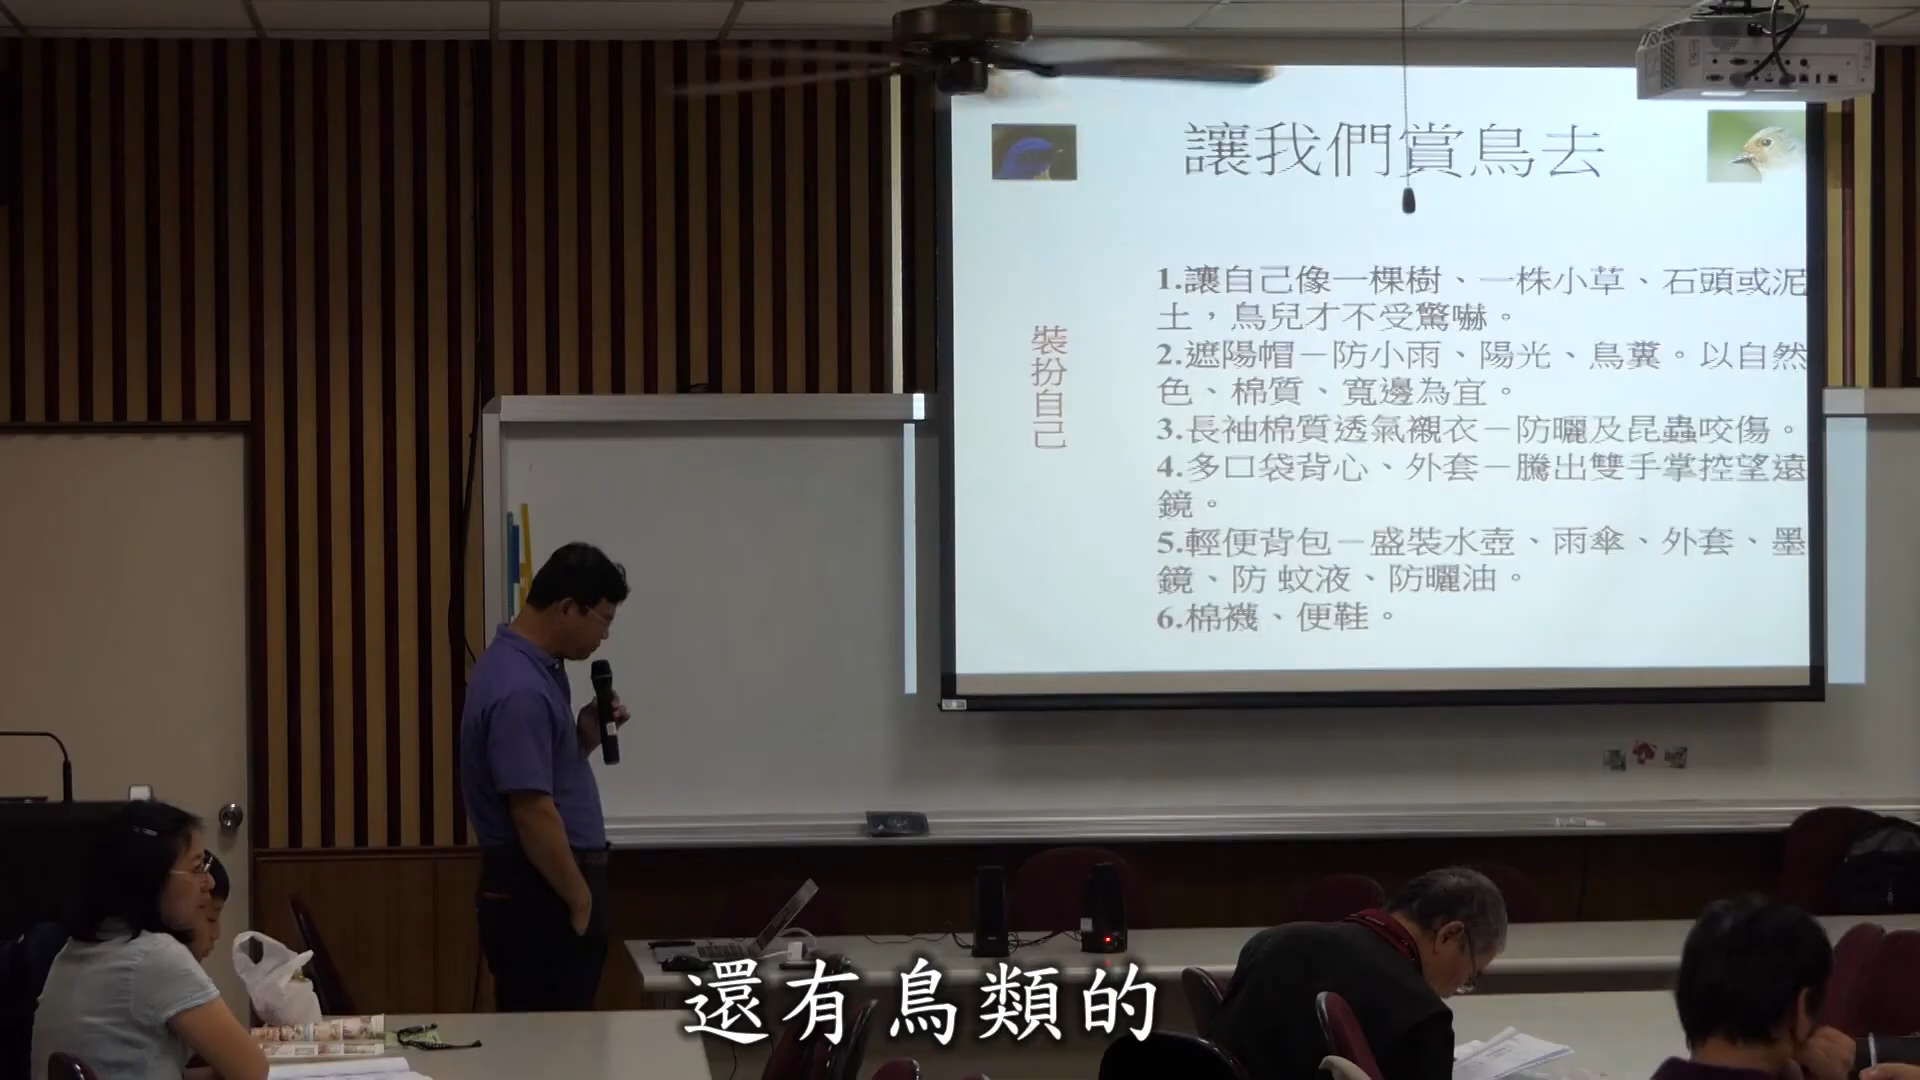 讓我們賞鳥去
裝扮自己
1.讓自己像一棵樹、一株小草、石頭或泥
土，鳥兒才不受驚嚇。
2.遮陽帽－防小雨、陽光、鳥糞。以自然
色、棉質、寬邊為宜。
3.長袖棉質透氣襯衣－防曬及昆蟲咬傷。
4.多口袋背心、外套－騰出雙手掌控望遠
鏡。
5.輕便背包－盛裝水壺、雨傘、外套、墨
鏡、防 蚊液、防曬油。
6.棉襪、便鞋。
還有鳥類的